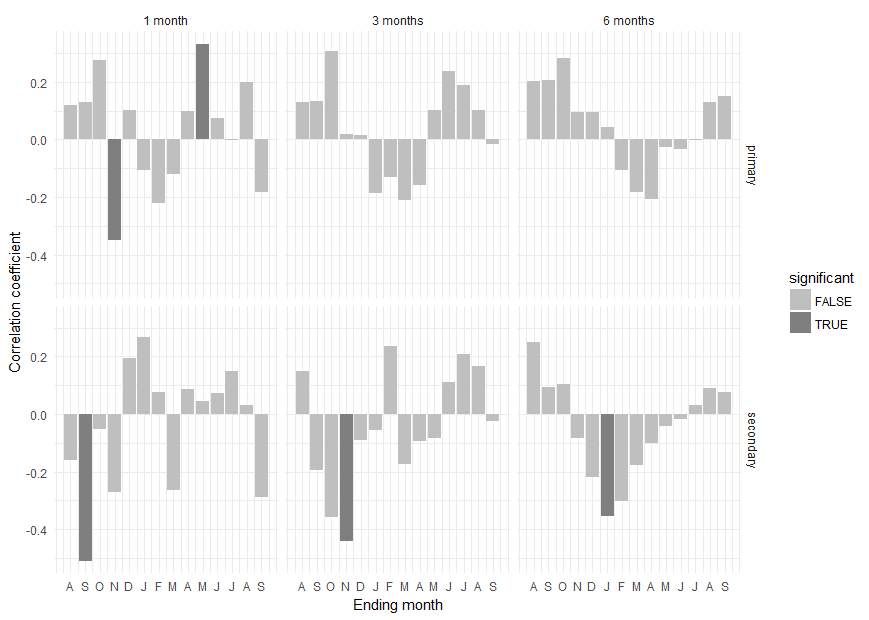 1 month 3 months 6 months
0.2
0.0
-0.2
-0.4
primary
0.2
0.0
-0.2
-0.4
secondary
Correlation coefficient
A S O N D J F M A M J J A S A S O N D J F M A M J J A S A S O N D J F M A M J J A S
Ending month
significant
FALSE
TRUE